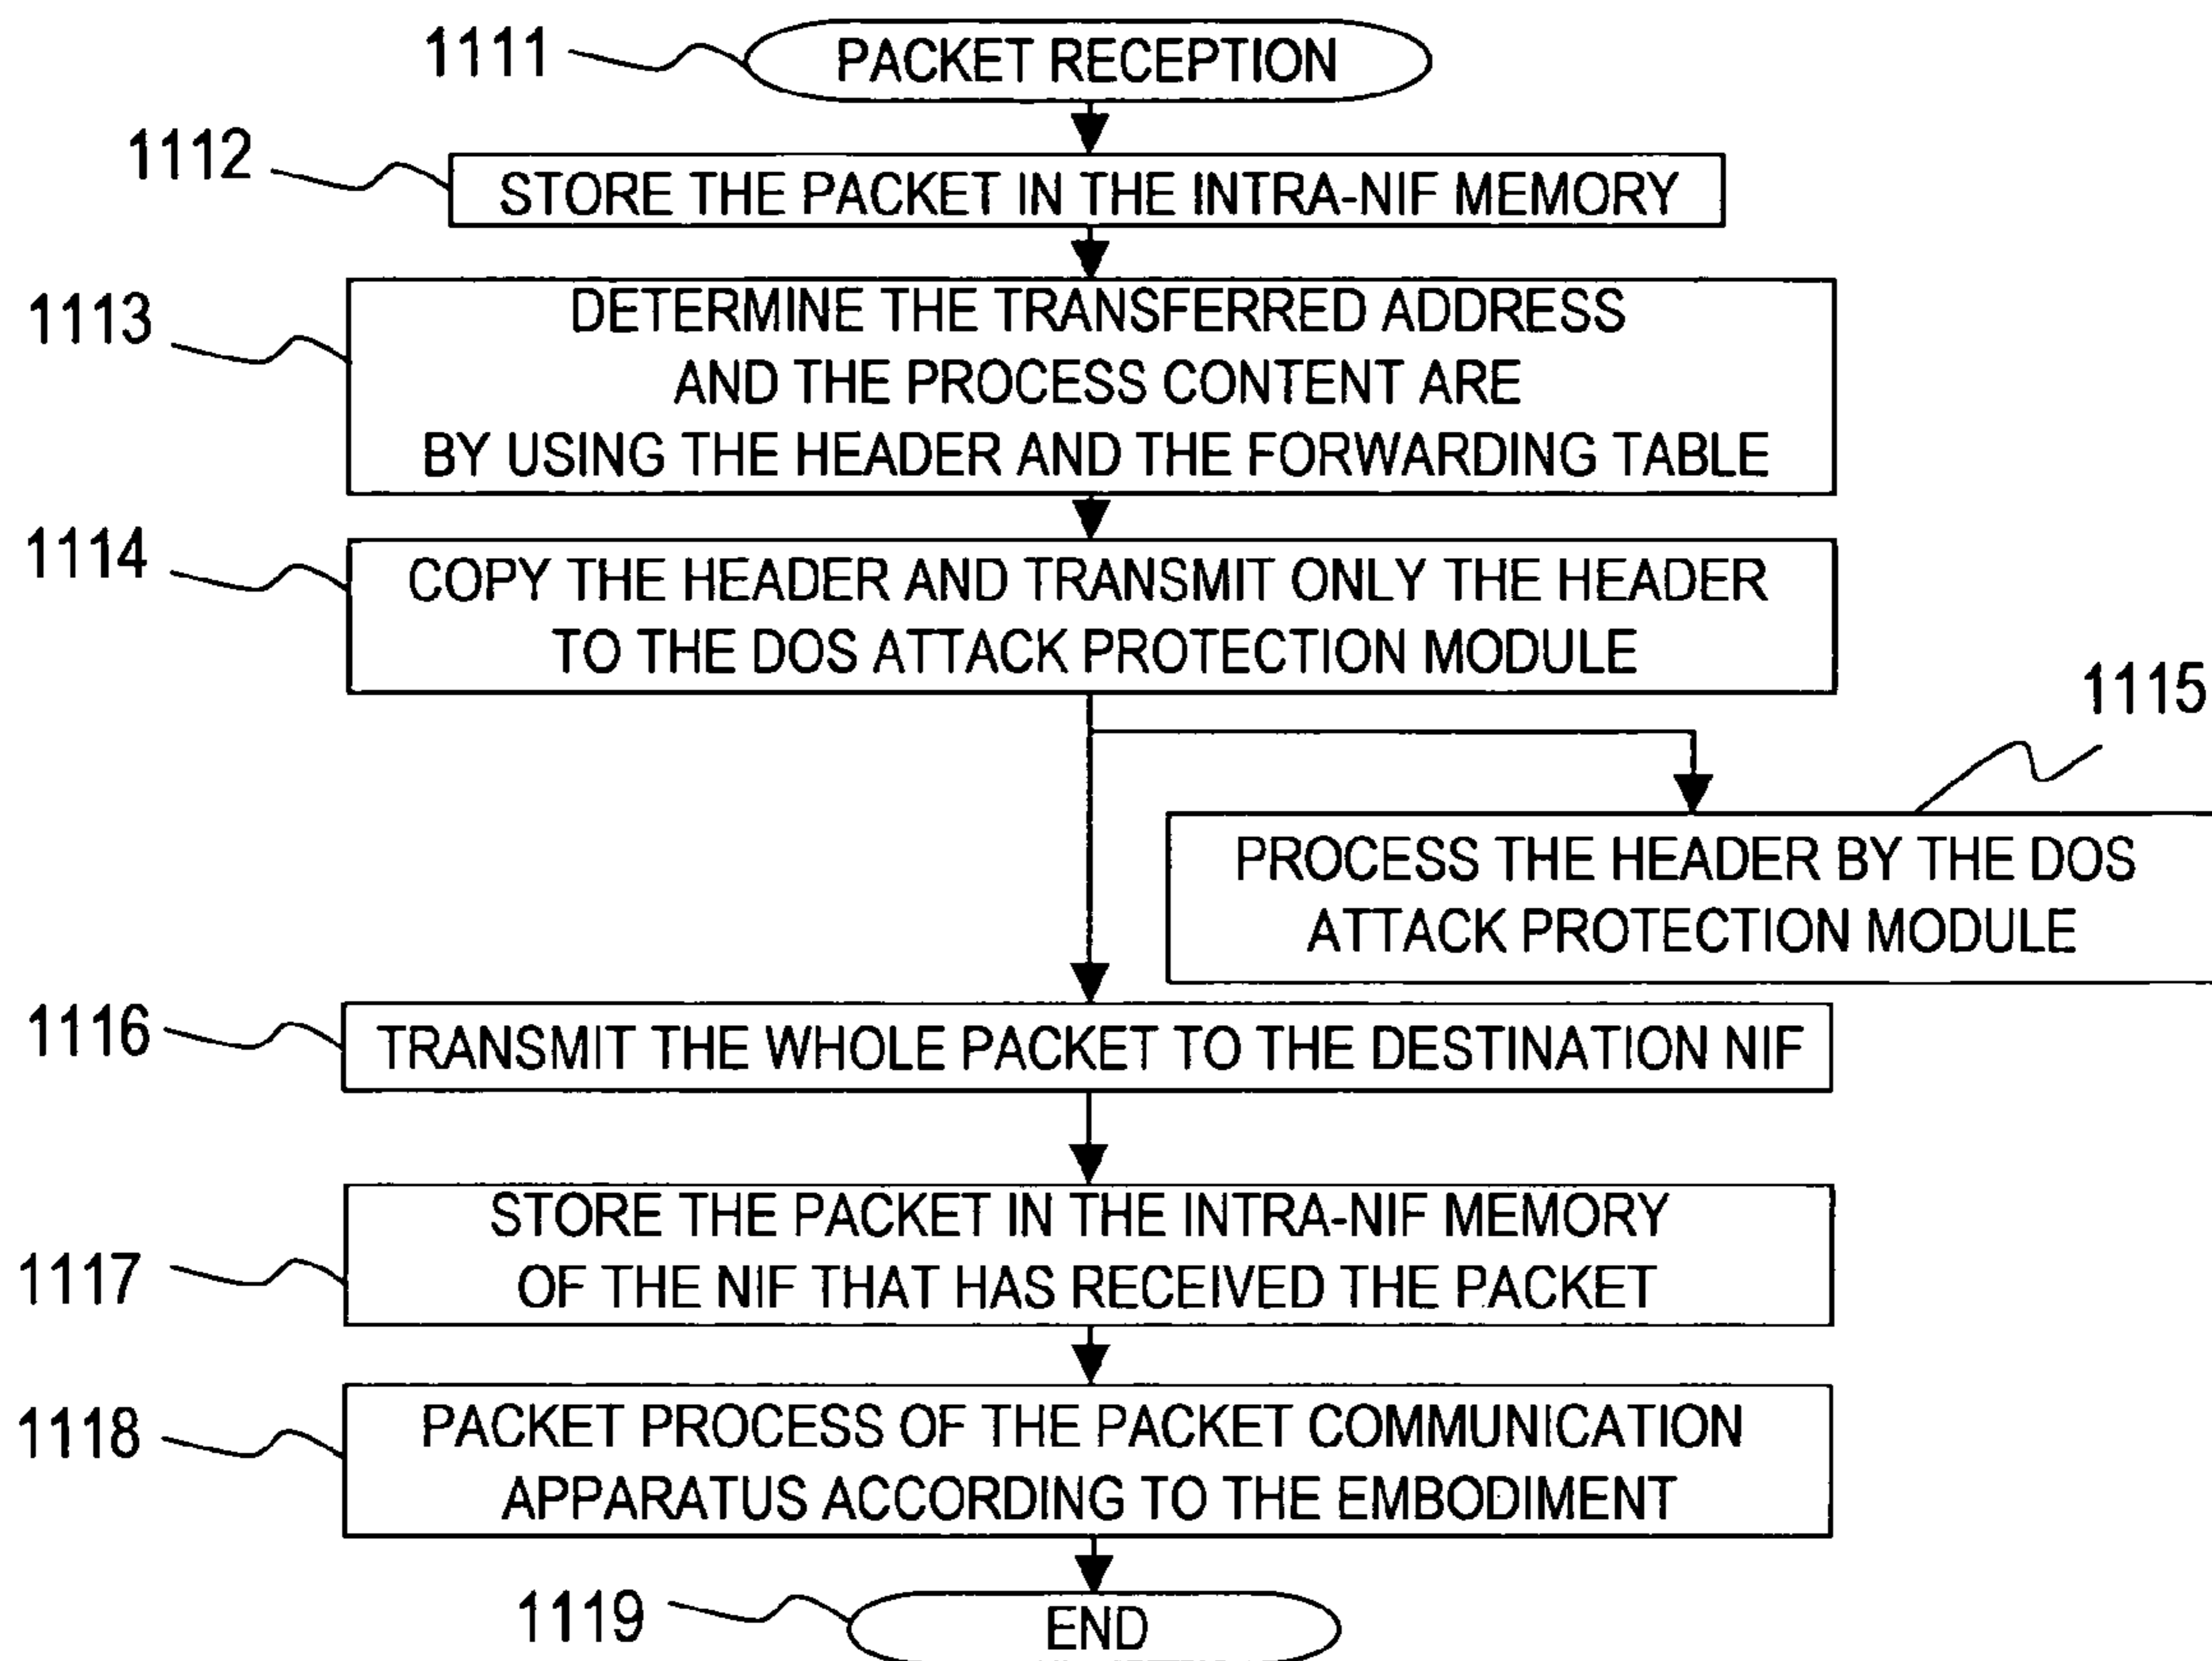 1111
PACKET RECEPTION
1112
STORE THE PACKET IN THE INTRA-NIF MEMORY
1113
DETERMINE THE TRANSFERRED ADDRESS
AND THE PROCESS CONTENT ARE
BY USING THE HEADER AND THE FORWARDING TABLE
1114
COPY THE HEADER AND TRANSMIT ONLY THE HEADER
TO THE DOS ATTACK PROTECTION MODULE
1115
PROCESS THE HEADER BY THE DOS
ATTACK PROTECTION MODULE
1116
TRANSMIT THE WHOLE PACKET TO THE DESTINATION NIF
1117
STORE THE PACKET IN THE INTRA-NIF MEMORY
OF THE NIF THAT HAS RECEIVED THE PACKET
1118
PACKET PROCESS OF THE PACKET COMMUNICATION
APPARATUS ACCORDING TO THE EMBODIMENT
1119
END